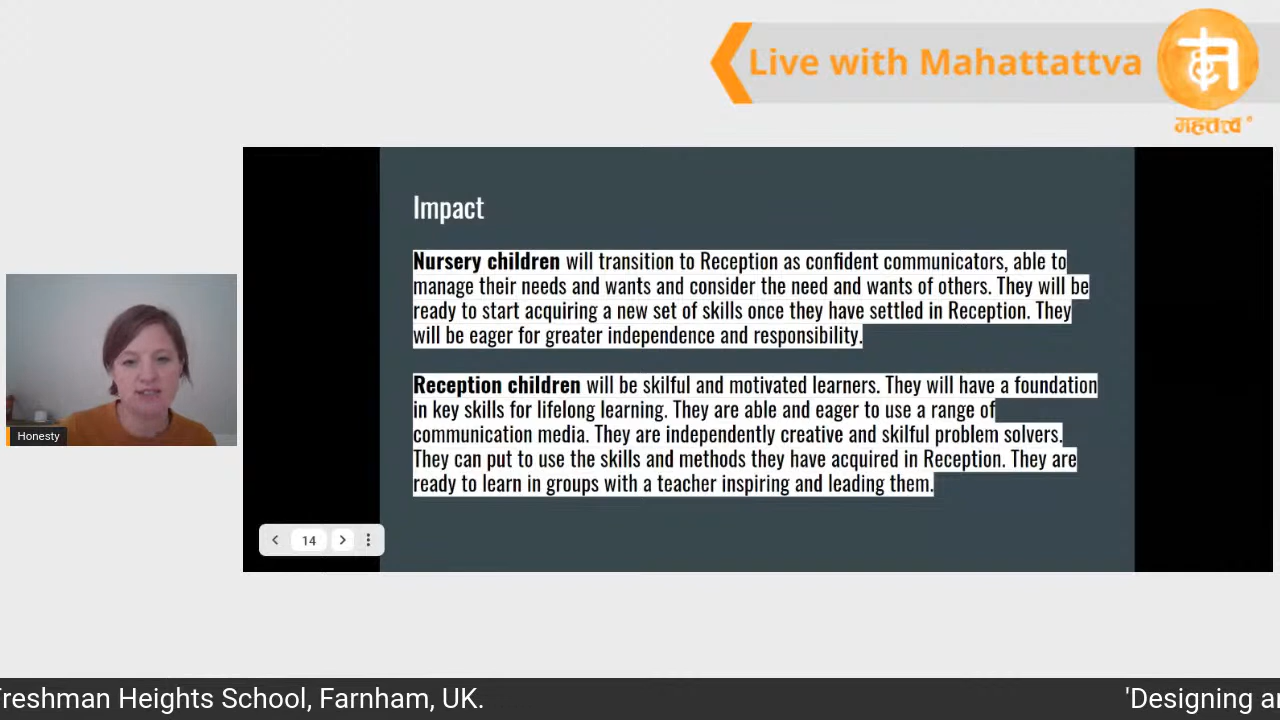 Live with Mahattattva
महत्तत्त्व
Impact
Nursery children will transition to Reception as confident communicators, able to
manage their needs and wants and consider the need and wants of others. They will be
ready to start acquiring a new set of skills once they have settled in Reception. They
will be eager for greater independence and responsibility.
Reception children will be skilful and motivated learners. They will have a foundation
in key skills for lifelong learning. They are able and eager to use a range of
communication media. They are independently creative and skilful problem solvers.
They can put to use the skills and methods they have acquired in Reception. They are
ready to learn in groups with a teacher inspiring and leading them.
Honesty
14
reshman Heights School, Farnham, UK.
'Designing a